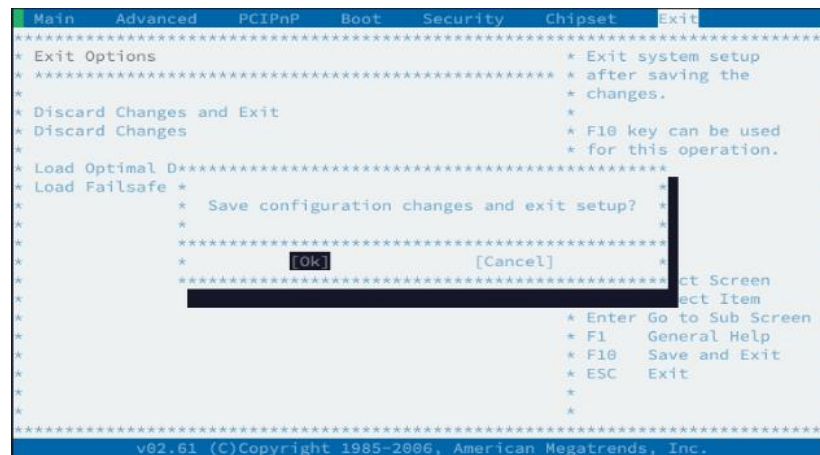 Main Advanced PCIPnP Boot Security Chipset Exit
Exit Options
Discard Changes and Exit
Discard Changes
Load Optimal D
Load Failsafe
* Exit system setup
* after saving the
* changes.
*
* F10 key can be used
* for this operation.
Save configuration changes and exit setup?
[Ok] [Cancel]
ct Screen
ect Item
* Enter Go to Sub Screen
* F1 General Help
* F10 Save and Exit
* ESC Exit
v02.61 (C)Copyright 1985-2006, American Megatrends, Inc.